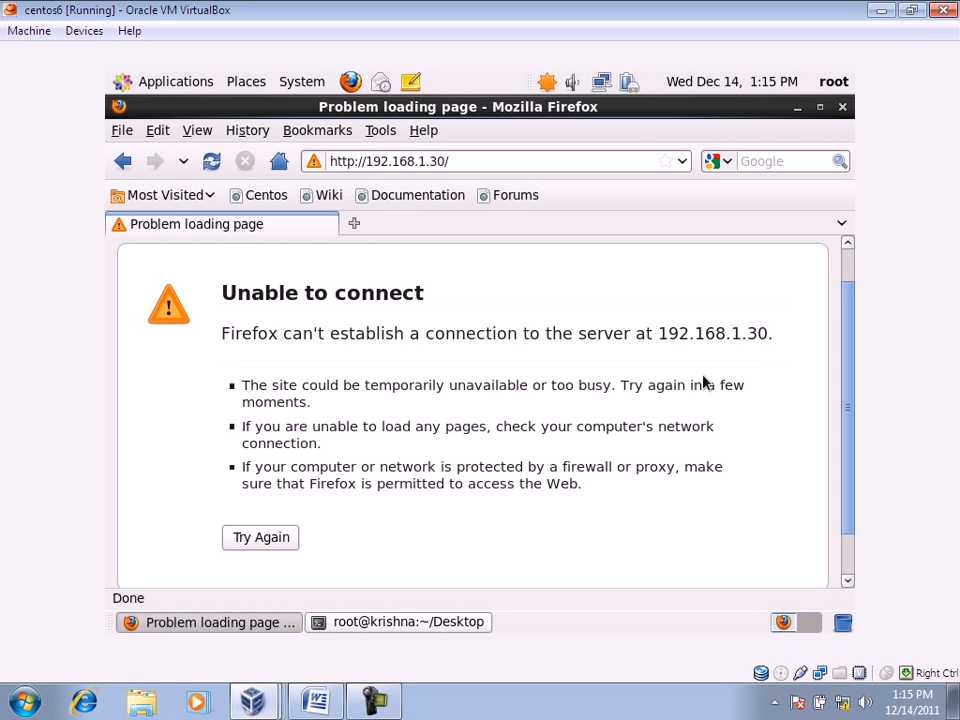 centos6 [Running] - Oracle VM VirtualBox
Machine Devices Help
Applications Places System Wed Dec 14, 1:15 PM root
Problem loading page - Mozilla Firefox
File Edit View History Bookmarks Tools Help
http://192.168.1.30/ Google
Most Visited Centos Wiki Documentation Forums
Problem loading page
Unable to connect
Firefox can't establish a connection to the server at 192.168.1.30.
The site could be temporarily unavailable or too busy. Try again in a few
moments.
If you are unable to load any pages, check your computer's network
connection.
If your computer or network is protected by a firewall or proxy, make
sure that Firefox is permitted to access the Web.
Try Again
Done
Problem loading page ... root@krishna:~/Desktop
Right Ctrl
1:15 PM
12/14/2011